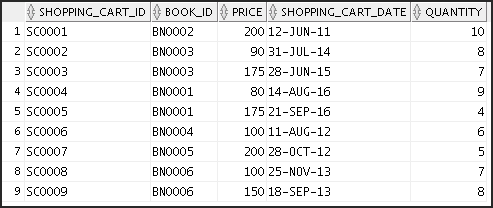 SHOPPING_CART_ID BOOK_ID PRICE SHOPPING_CART_DATE QUANTITY
1 SC0001 BN0002 200 12-JUN-11 10
2 SC0002 BN0003 90 31-JUL-14 8
3 SC0003 BN0003 175 28-JUN-15 7
4 SC0004 BN0001 80 14-AUG-16 9
5 SC0005 BN0001 175 21-SEP-16 4
6 SC0006 BN0004 100 11-AUG-12 6
7 SC0007 BN0005 200 28-OCT-12 5
8 SC0008 BN0006 100 25-NOV-13 7
9 SC0009 BN0006 150 18-SEP-13 8